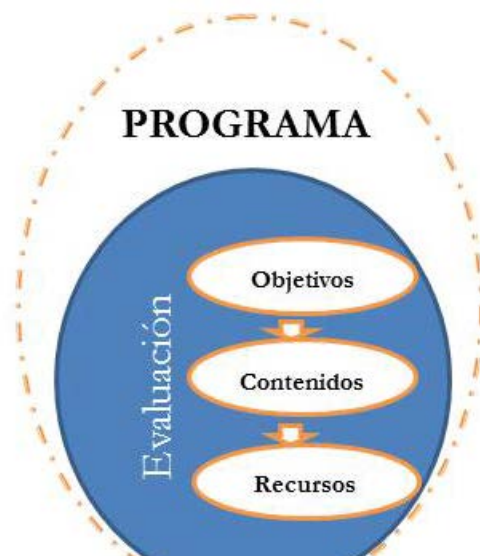 PROGRAMA
Evaluación
Objetivos
Contenidos
Recursos